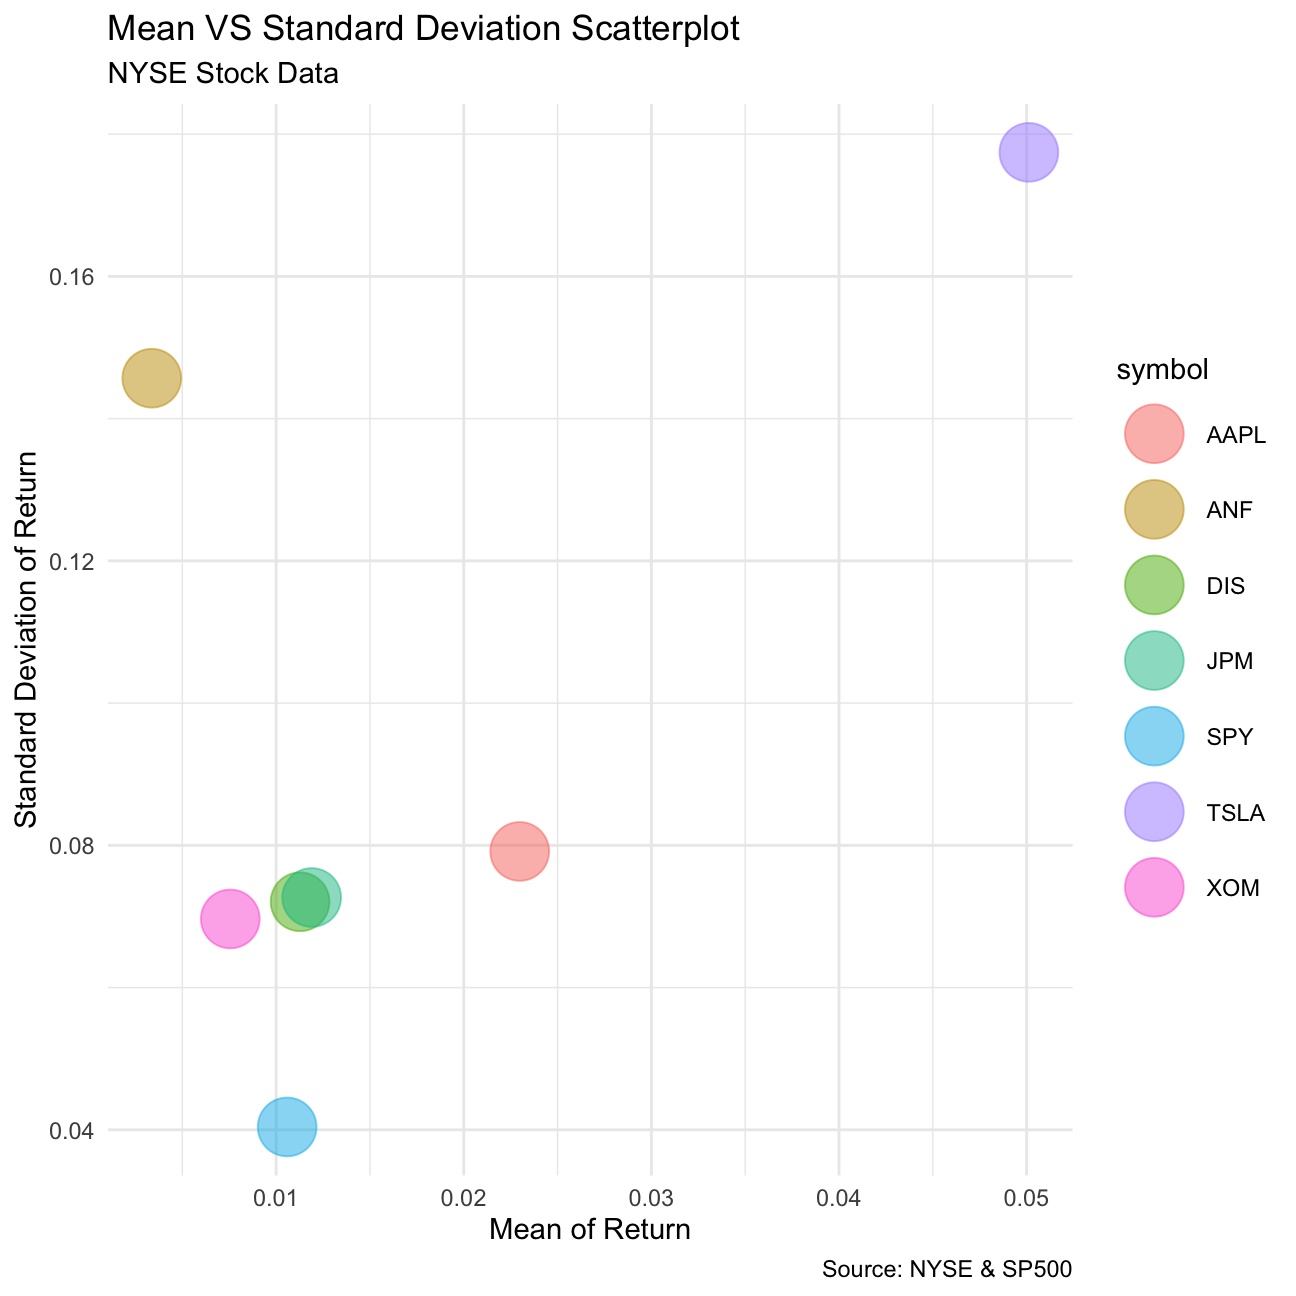 Mean VS Standard Deviation Scatterplot
NYSE Stock Data
Standard Deviation of Return
0.16
0.12
0.08
0.04
0.01
0.02
0.03
0.04
0.05
Mean of Return
symbol
AAPL
ANF
DIS
JPM
SPY
TSLA
XOM
Source: NYSE & SP500